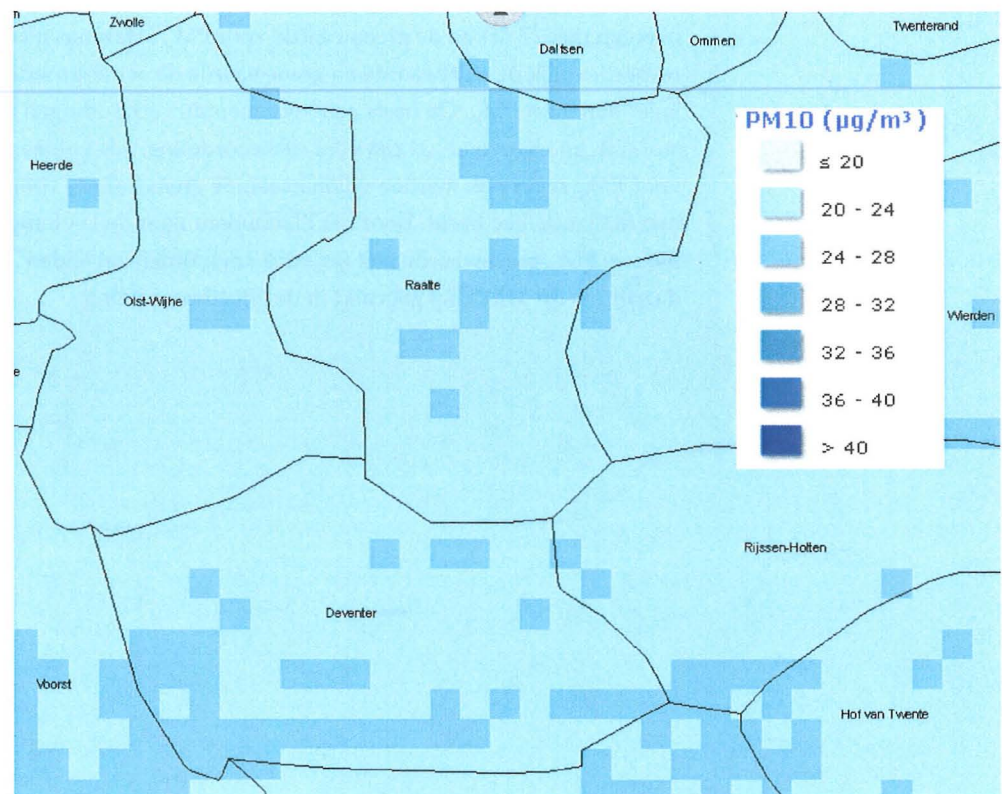 n
Zwolle
Dalfsen
Ommen
Twenterand
PM10 (µg/m³)
≤ 20
20 - 24
24 - 28
28 - 32
32 - 36
36 - 40
> 40
Heerde
Raalte
Olst-Wijhe
Wierden
e
Rijssen-Holten
Deventer
Voorst
Hof van Twente